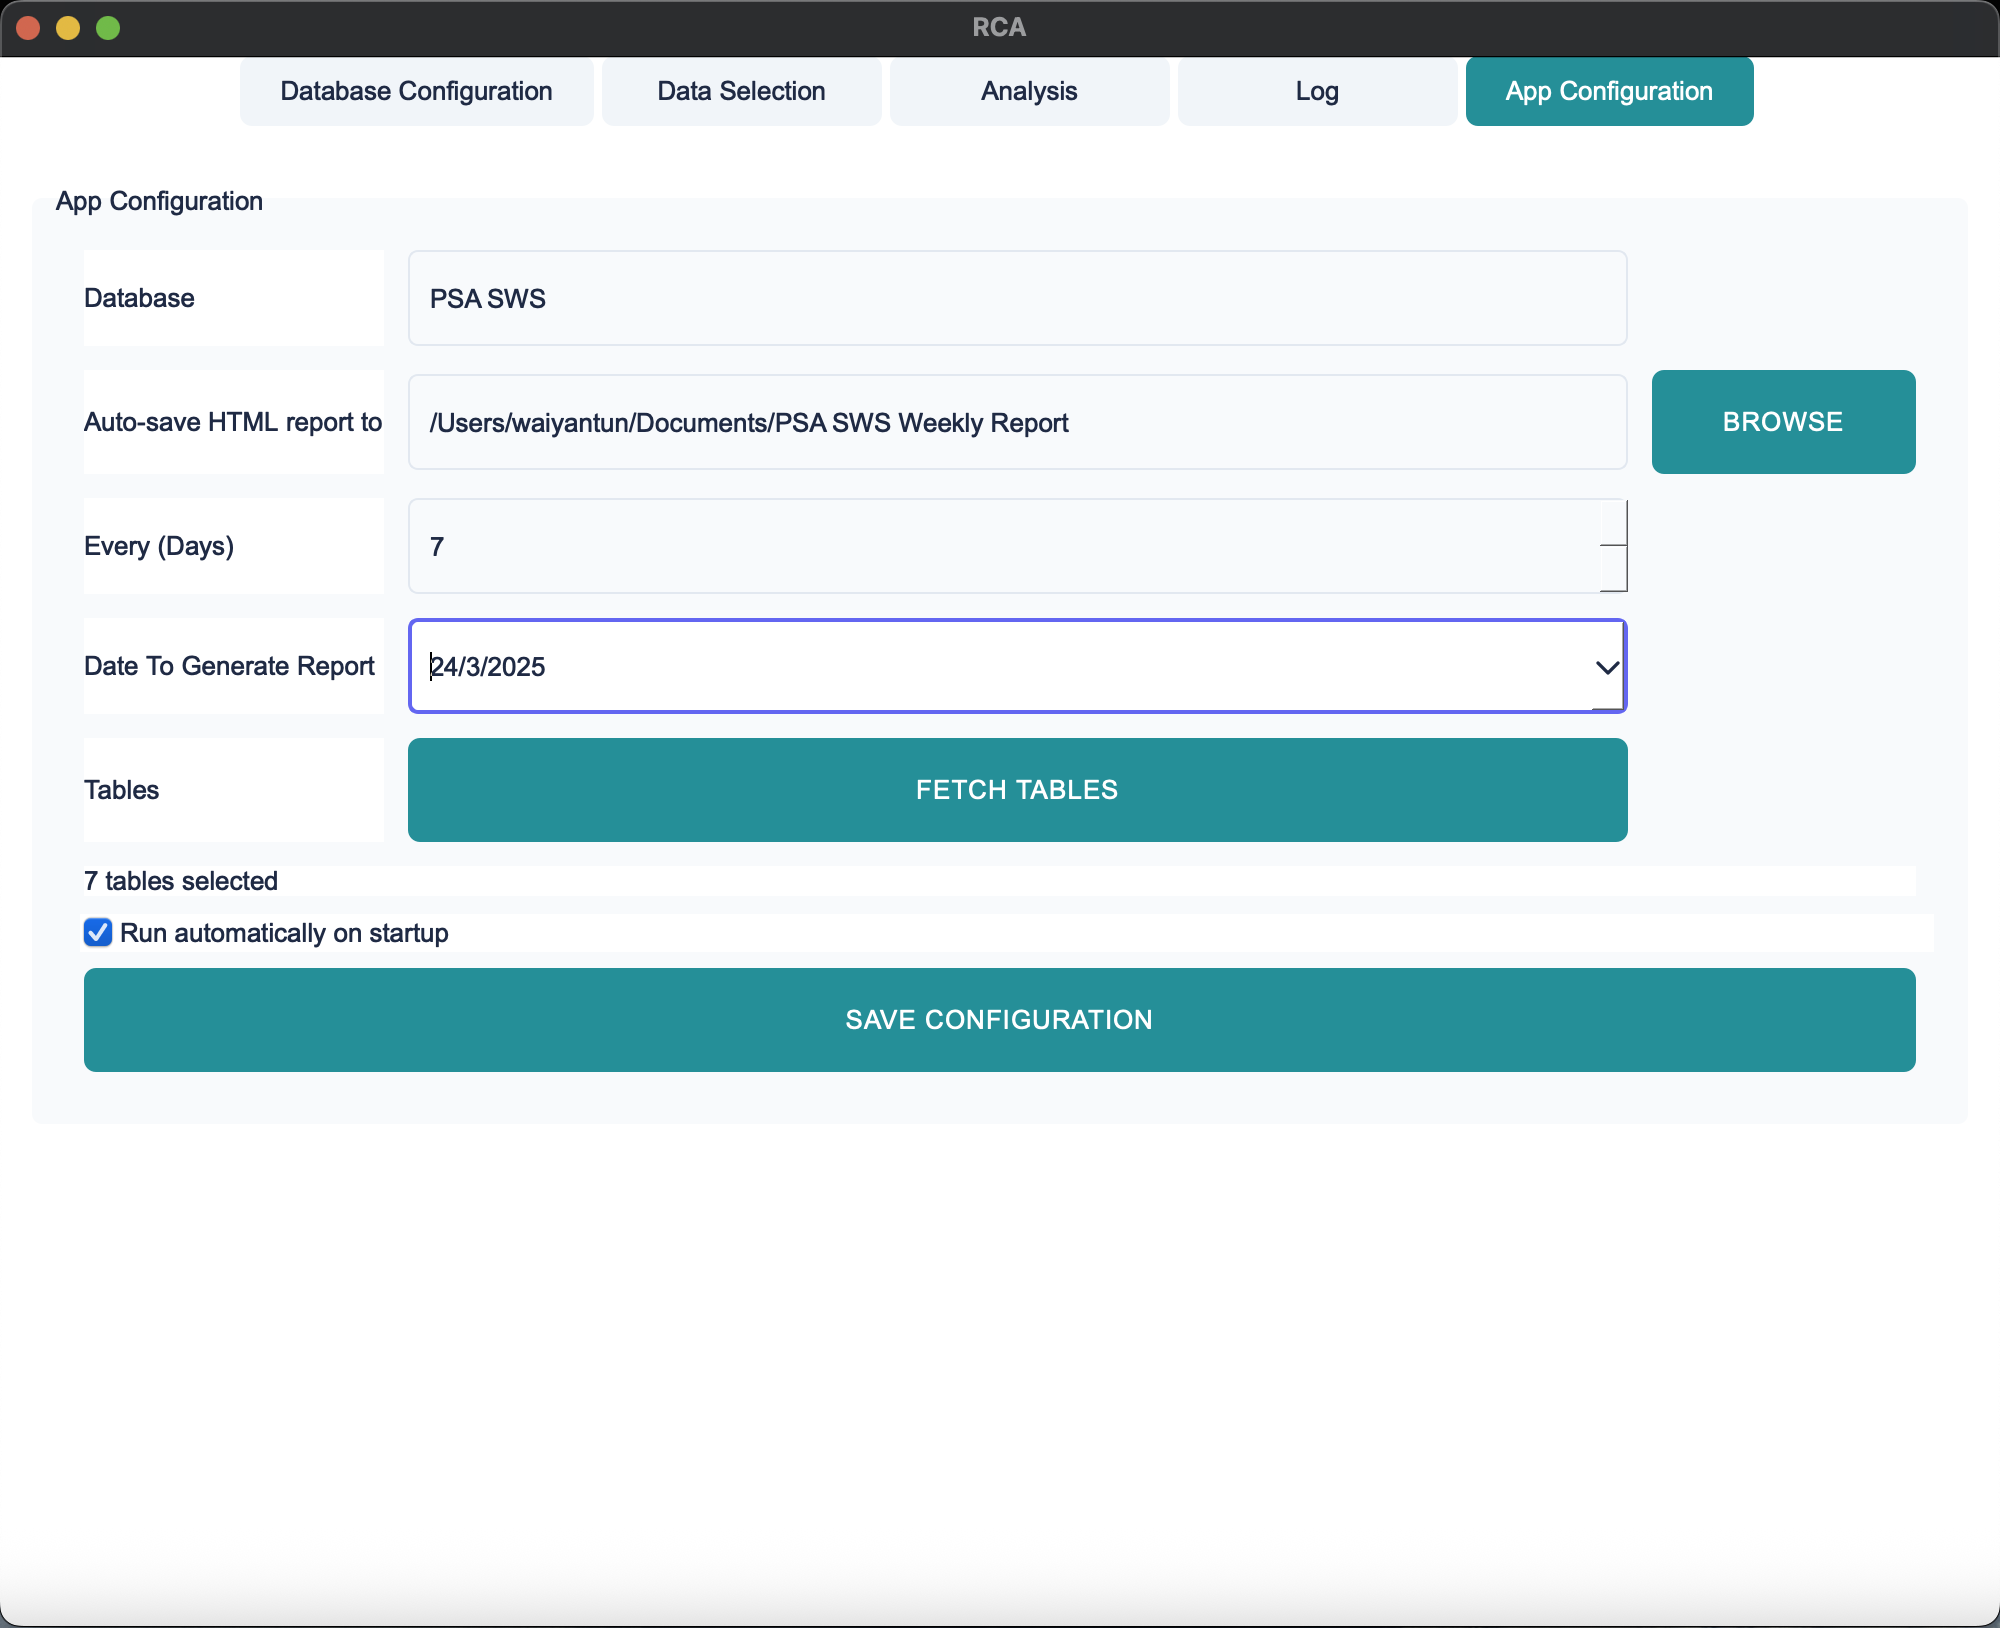 RCA
Database Configuration
Data Selection
Analysis
Log
App Configuration
App Configuration
Database
PSA SWS
Auto-save HTML report to
/Users/waiyantun/Documents/PSA SWS Weekly Report
BROWSE
Every (Days)
7
Date To Generate Report
24/3/2025
Tables
FETCH TABLES
7 tables selected
Run automatically on startup
SAVE CONFIGURATION